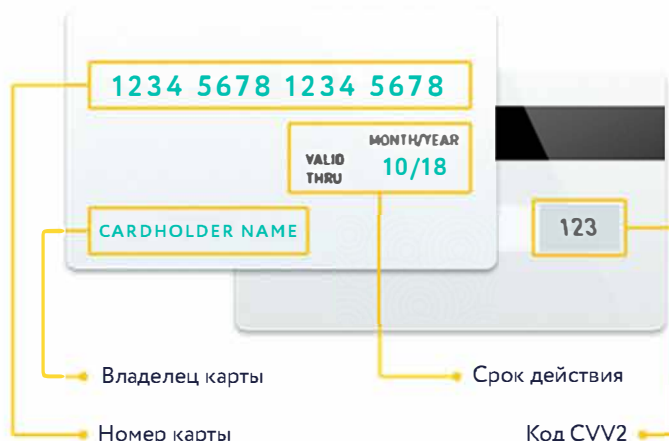 1234 5678 1234 5678
MONTH/YEAR
VALID
THRU
10/18
CARDHOLDER NAME
123
Владелец карты
Срок действия
Номер карты
Код CVV2